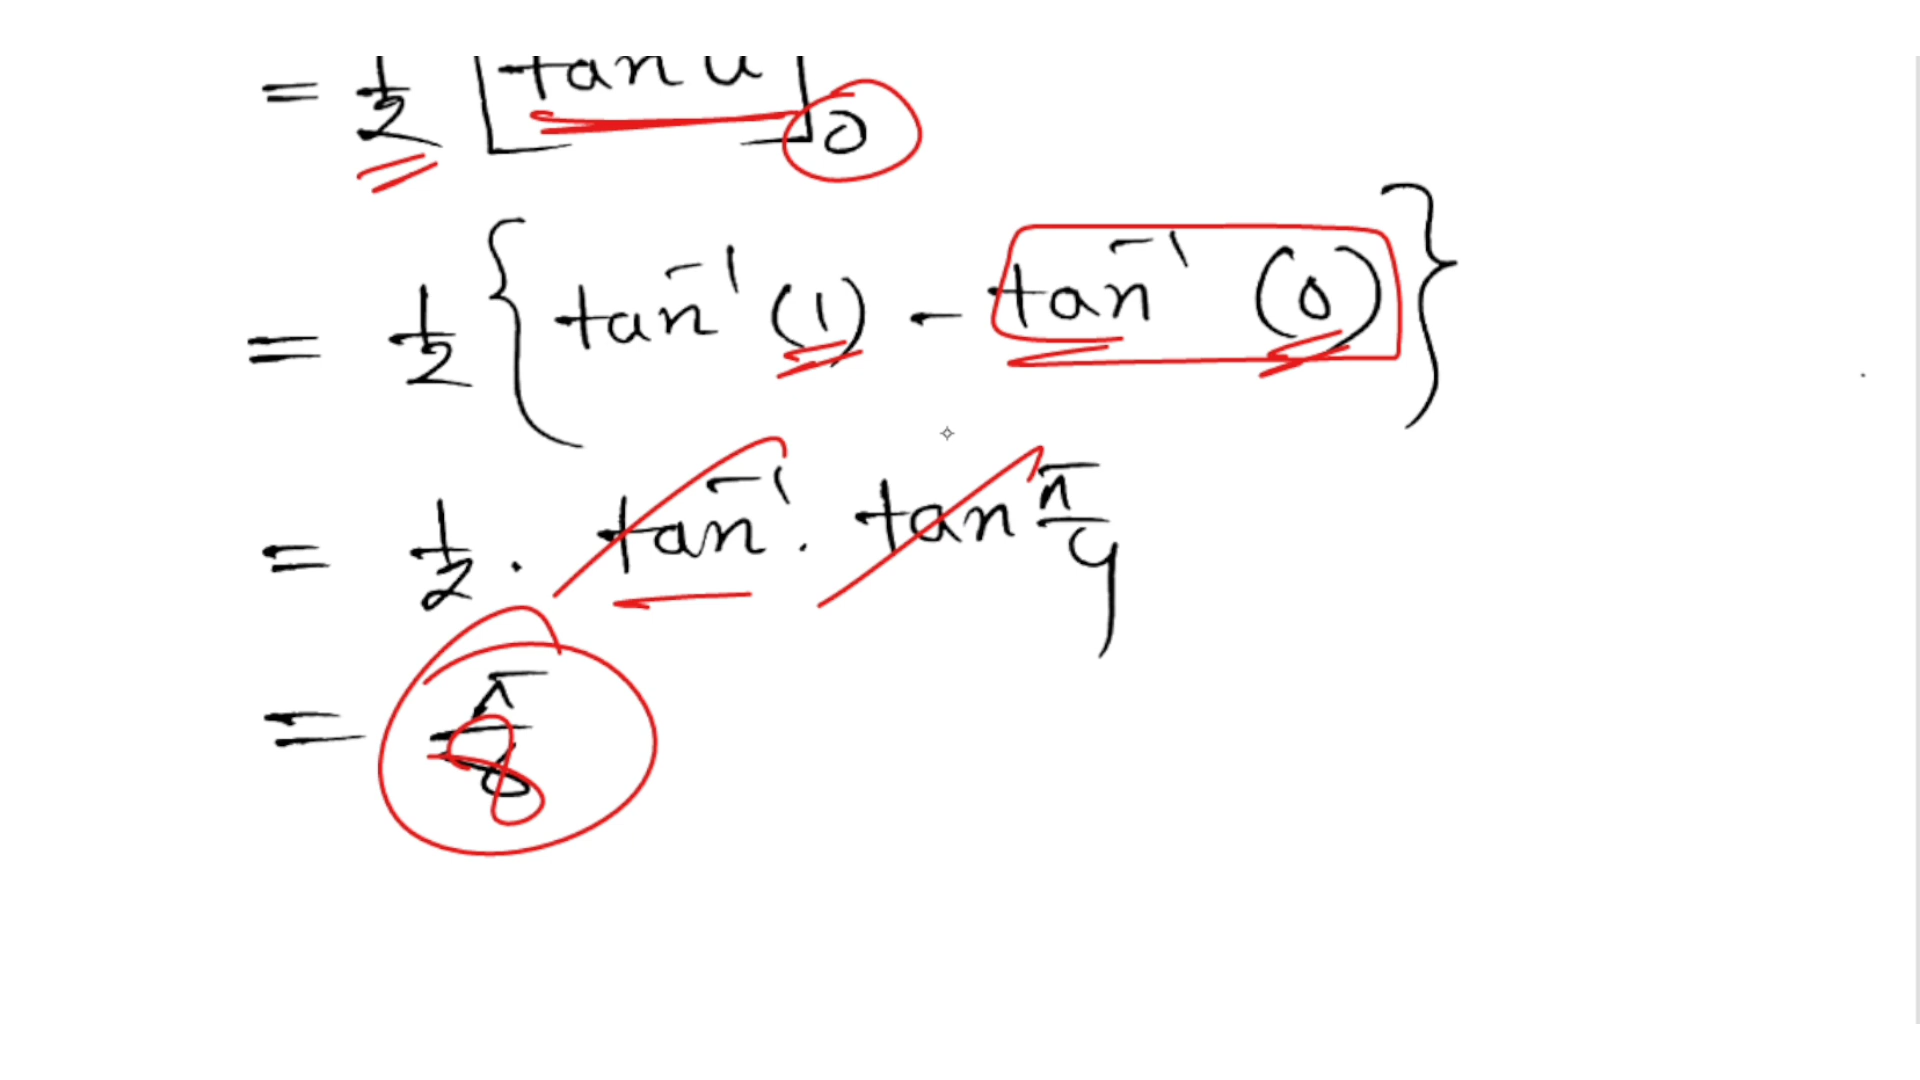 = 1/2 [tan u]₀
= 1/2 { tan⁻¹ (1) - tan⁻¹ (0) }
= 1/2 . tan⁻¹ . tan π/4
= π/8